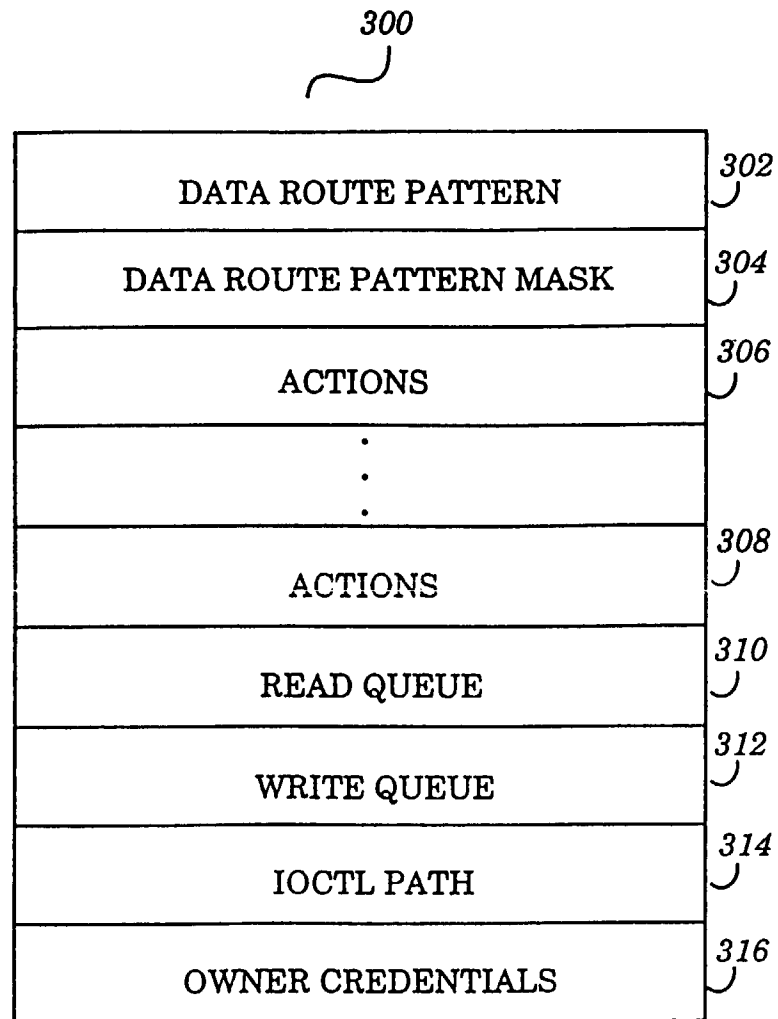 300
DATA ROUTE PATTERN 302
DATA ROUTE PATTERN MASK 304
ACTIONS 306
ACTIONS 308
READ QUEUE 310
WRITE QUEUE 312
IOCTL PATH 314
OWNER CREDENTIALS 316